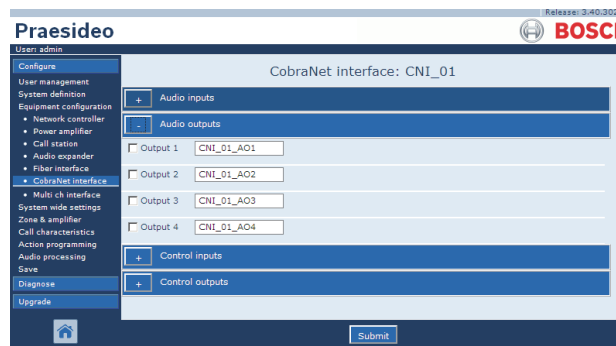 Release: 3.40.302
Praesideo
BOSCH
User: admin
Configure
User management
System definition
Equipment configuration
• Network controller
• Power amplifier
• Call station
• Audio expander
• Fiber interface
• CobraNet interface
• Multi ch interface
System wide settings
Zone & amplifier
Call characteristics
Action programming
Audio processing
Save
Diagnose
Upgrade
CobraNet interface: CNI_01
+ Audio inputs
- Audio outputs
Output 1 CNI_01_AO1
Output 2 CNI_01_AO2
Output 3 CNI_01_AO3
Output 4 CNI_01_AO4
+ Control inputs
+ Control outputs
Submit